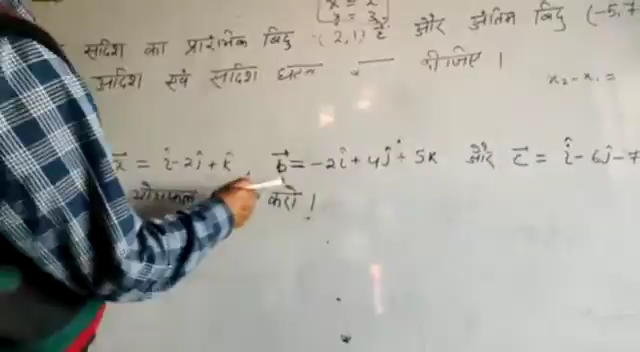 x = 2
y = 3
सदिश का प्रारंभिक बिंदु (2,1) है और अंतिम बिंदु (-5,7
सदिश एवं सदिश घटक कीजिए।
x₂-x₁=
= î-2ĵ+k̂ b⃗=-2î+4ĵ+5k और c⃗= î-6ĵ-7
योगफल करो!